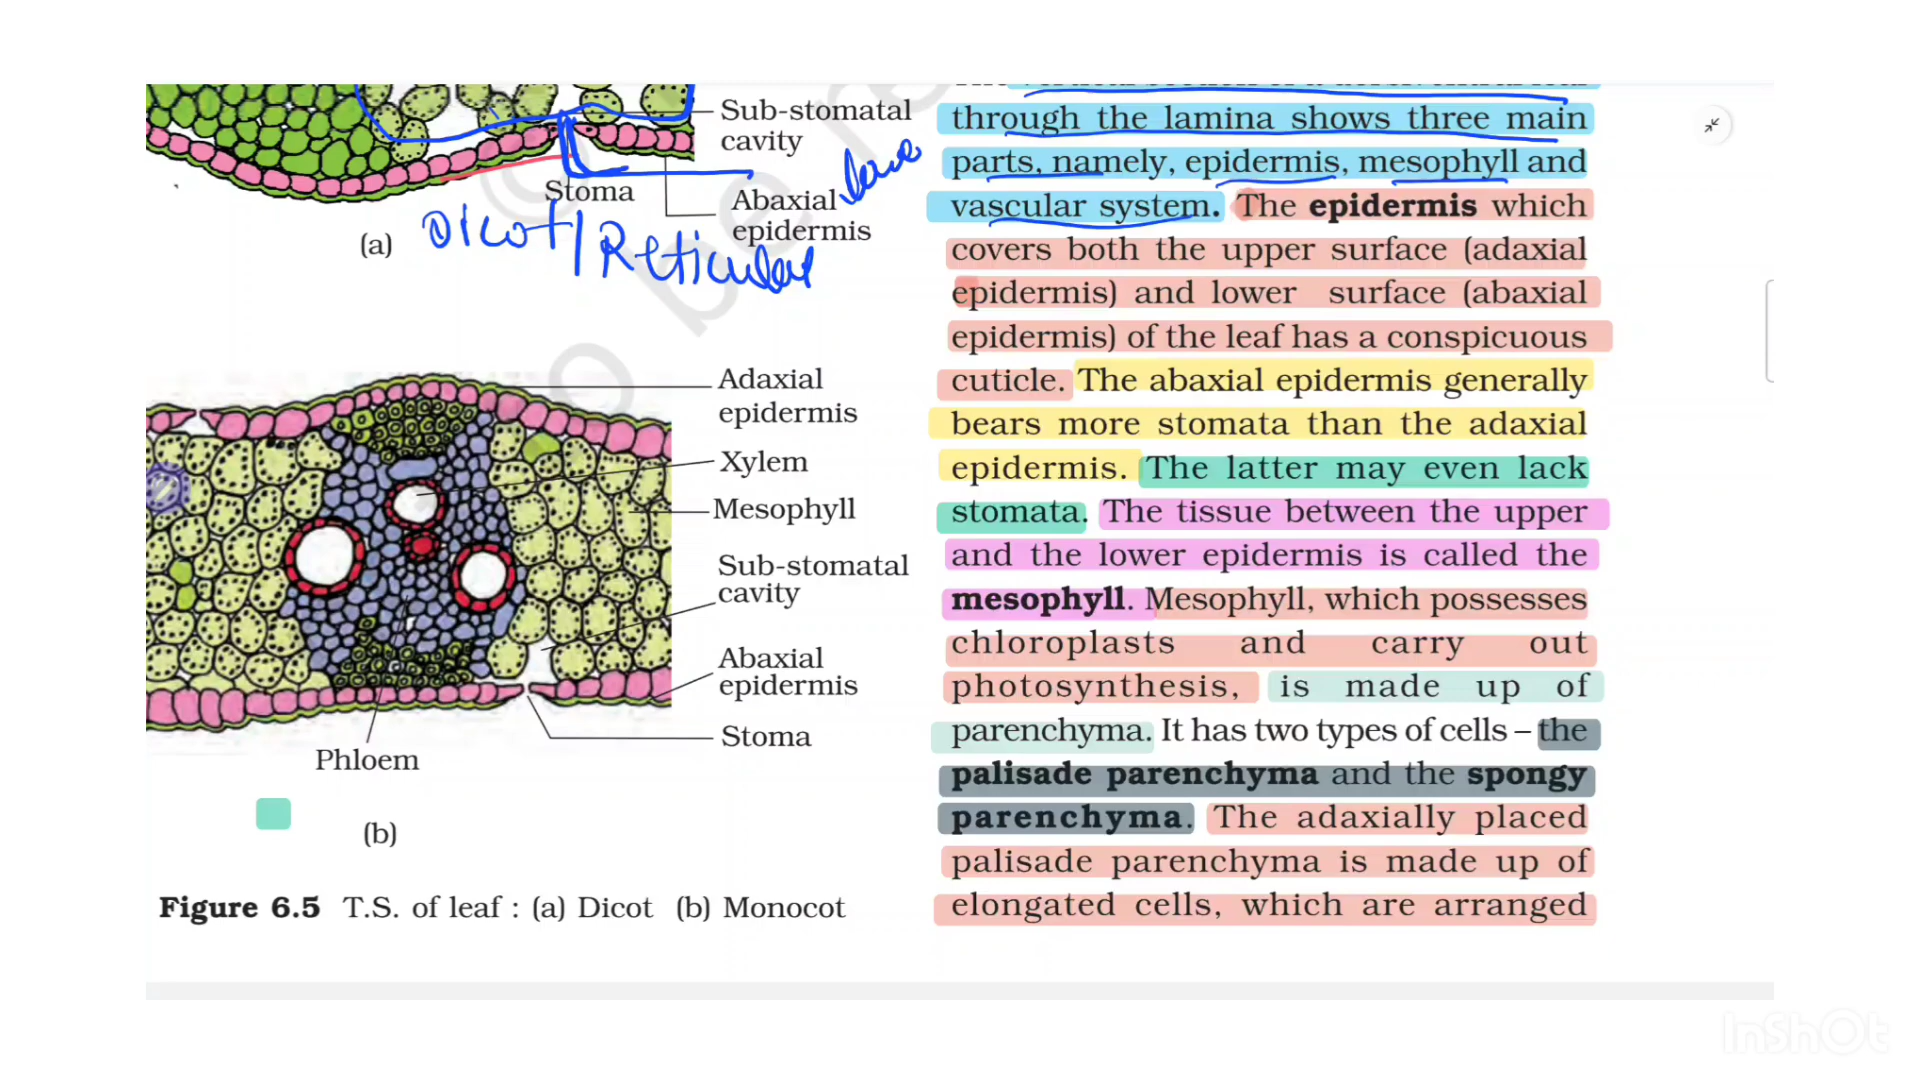 Sub-stomatal
cavity
Stoma
Abaxial
epidermis
lower
(a)
Dicot / Reticular
Adaxial
epidermis
Xylem
Mesophyll
Sub-stomatal
cavity
Abaxial
epidermis
Stoma
Phloem
(b)
Figure 6.5 T.S. of leaf : (a) Dicot (b) Monocot
through the lamina shows three main
parts, namely, epidermis, mesophyll and
vascular system. The epidermis which
covers both the upper surface (adaxial
epidermis) and lower surface (abaxial
epidermis) of the leaf has a conspicuous
cuticle. The abaxial epidermis generally
bears more stomata than the adaxial
epidermis. The latter may even lack
stomata. The tissue between the upper
and the lower epidermis is called the
mesophyll. Mesophyll, which possesses
chloroplasts and carry out
photosynthesis, is made up of
parenchyma. It has two types of cells – the
palisade parenchyma and the spongy
parenchyma. The adaxially placed
palisade parenchyma is made up of
elongated cells, which are arranged
InShOt